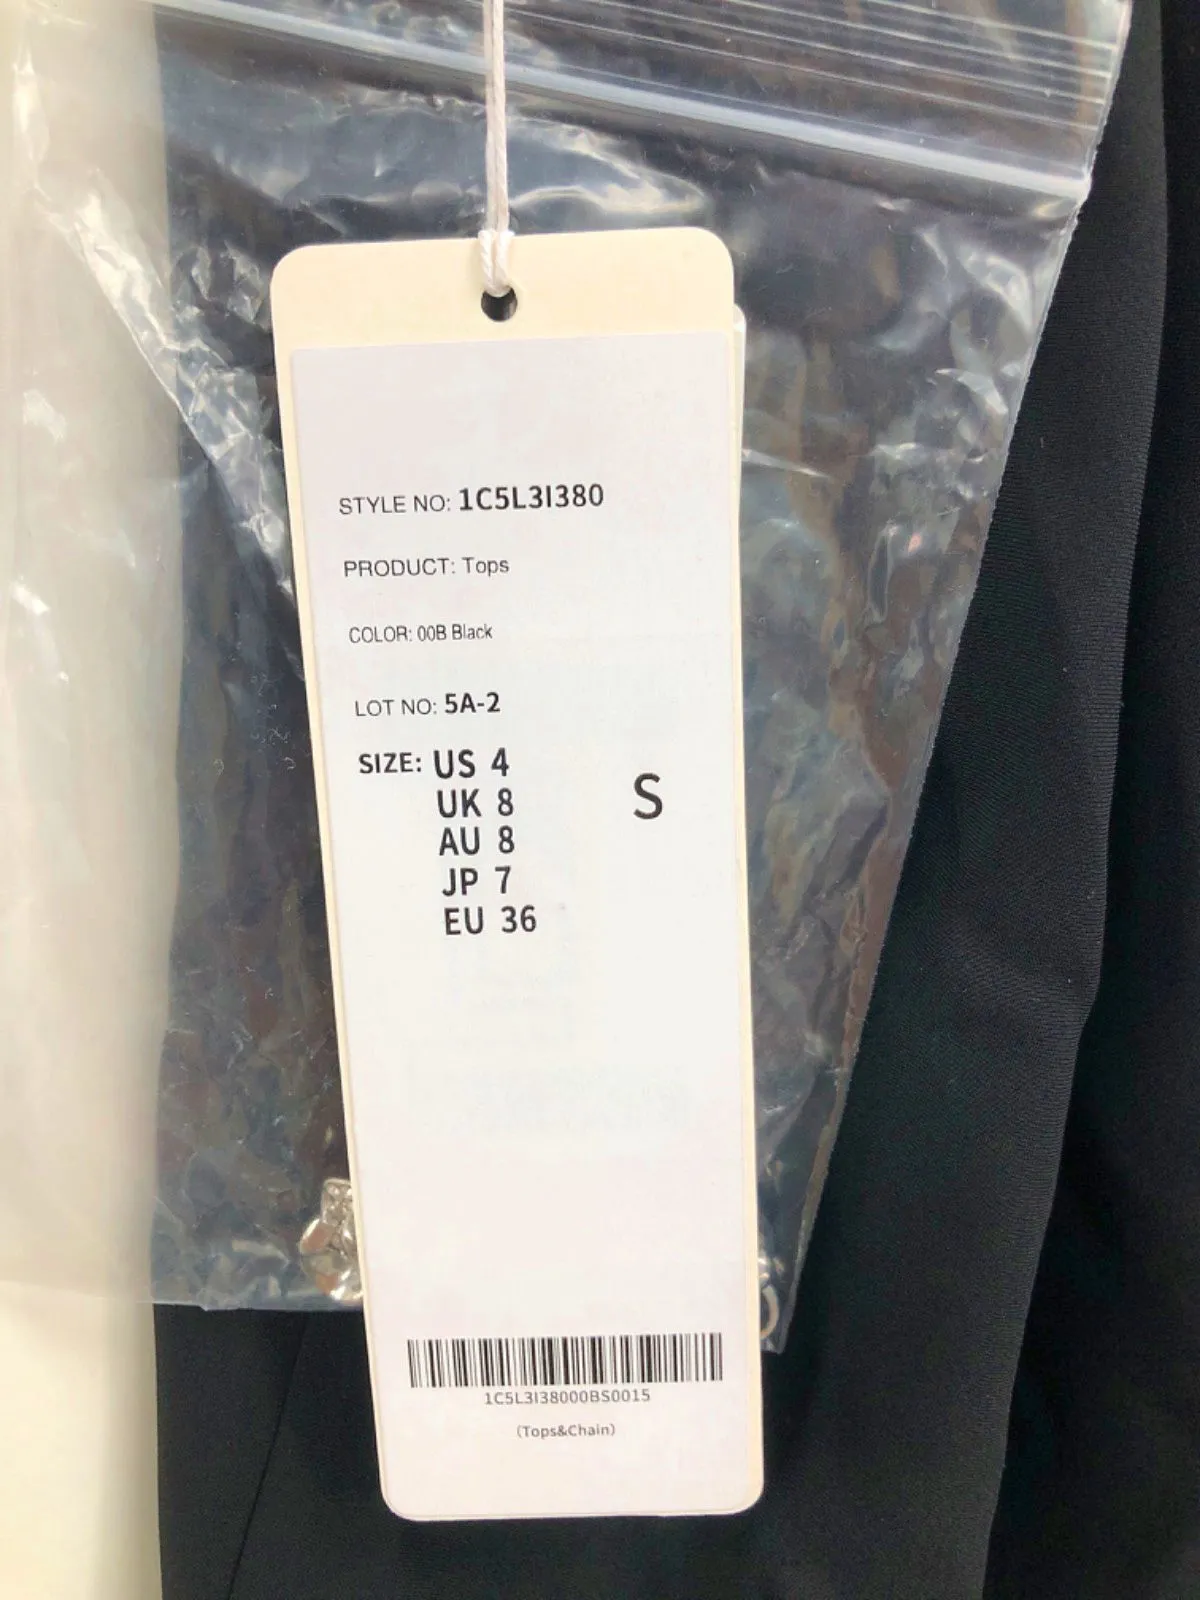 STYLE NO: 1C5L3I380
PRODUCT: Tops
COLOR: 00B Black
LOT NO: 5A-2
SIZE: US 4
UK 8
AU 8
JP 7
EU 36
S
1C5L3I38000BS0015
(Tops&Chain)